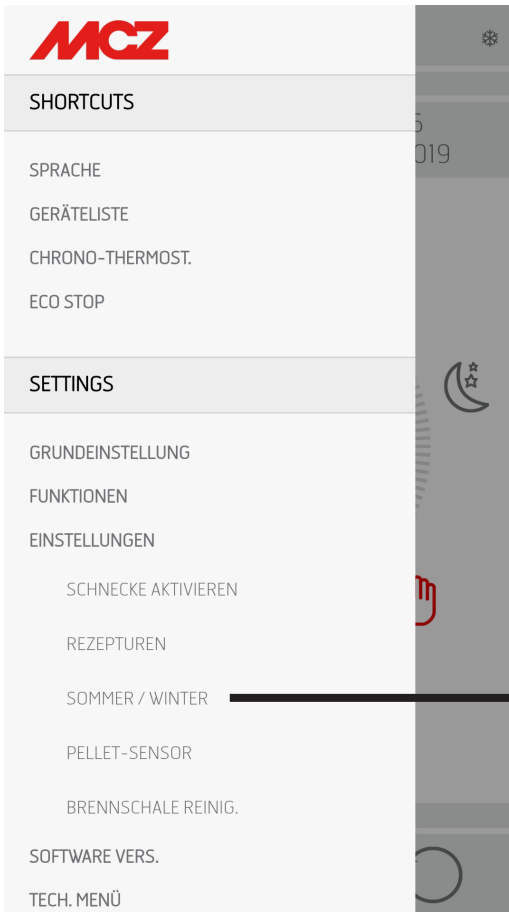 MCZ
SHORTCUTS
SPRACHE
GERÄTELISTE
CHRONO-THERMOST.
ECO STOP
SETTINGS
GRUNDEINSTELLUNG
FUNKTIONEN
EINSTELLUNGEN
SCHNECKE AKTIVIEREN
REZEPTUREN
SOMMER / WINTER
PELLET-SENSOR
BRENNSCHALE REINIG.
SOFTWARE VERS.
TECH. MENÜ